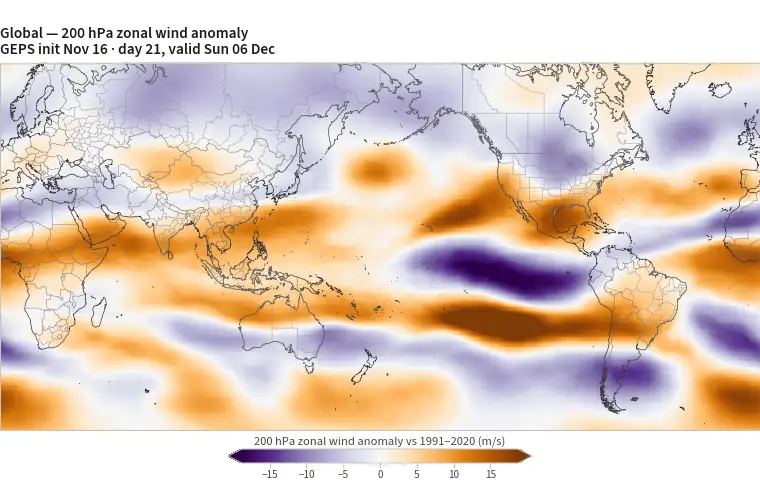 Global — 200 hPa zonal wind anomaly
GEPS init Nov 16 · day 21, valid Sun 06 Dec
200 hPa zonal wind anomaly vs 1991–2020 (m/s)
−15 −10 −5 0 5 10 15